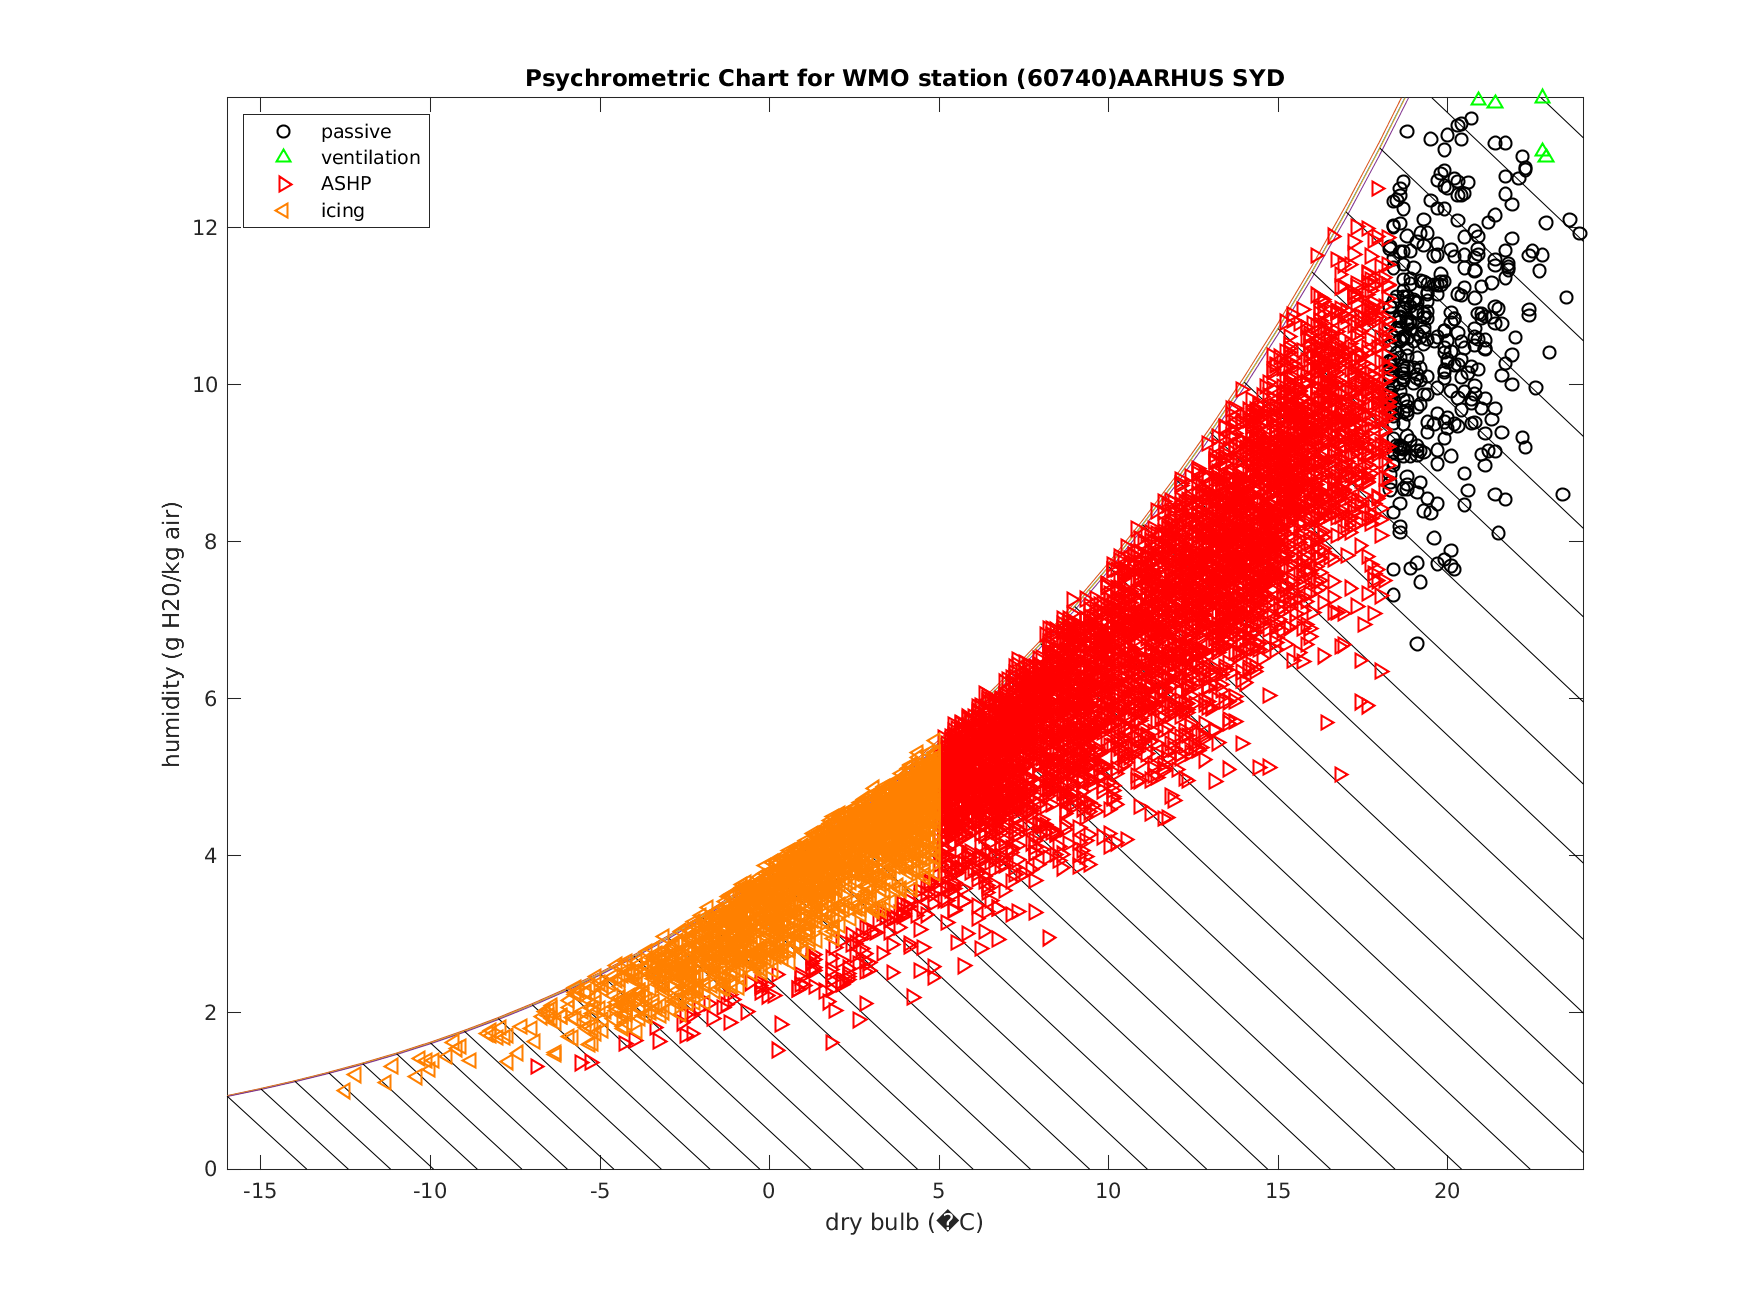 Psychrometric Chart for WMO station (60740)AARHUS SYD
passive
ventilation
ASHP
icing
humidity (g H20/kg air)
12
10
8
6
4
2
0
-15 -10 -5 0 5 10 15 20
dry bulb (�C)